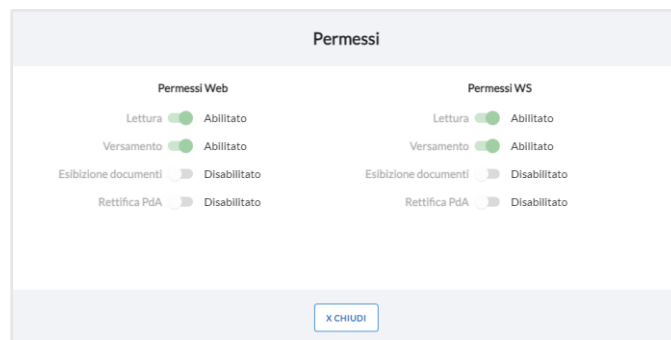 Permessi
Permessi Web
Lettura Abilitato
Versamento Abilitato
Esibizione documenti Disabilitato
Rettifica PdA Disabilitato
Permessi WS
Lettura Abilitato
Versamento Abilitato
Esibizione documenti Disabilitato
Rettifica PdA Disabilitato
X CHIUDI